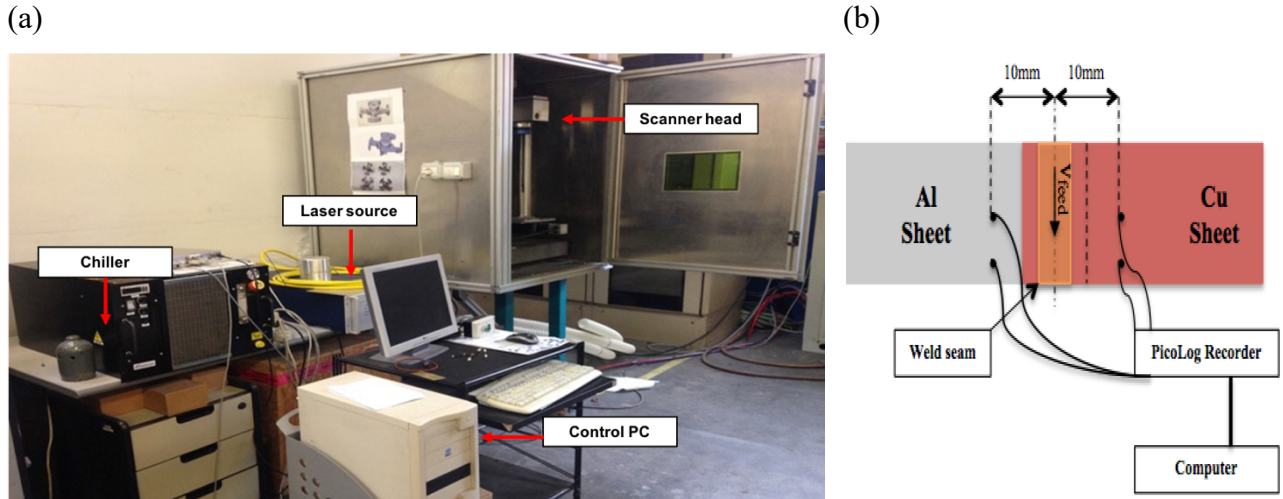 (a)
(b)
Scanner head
Laser source
Chiller
Control PC
10mm
10mm
Al
Sheet
Vfeed
Cu
Sheet
Weld seam
PicoLog Recorder
Computer